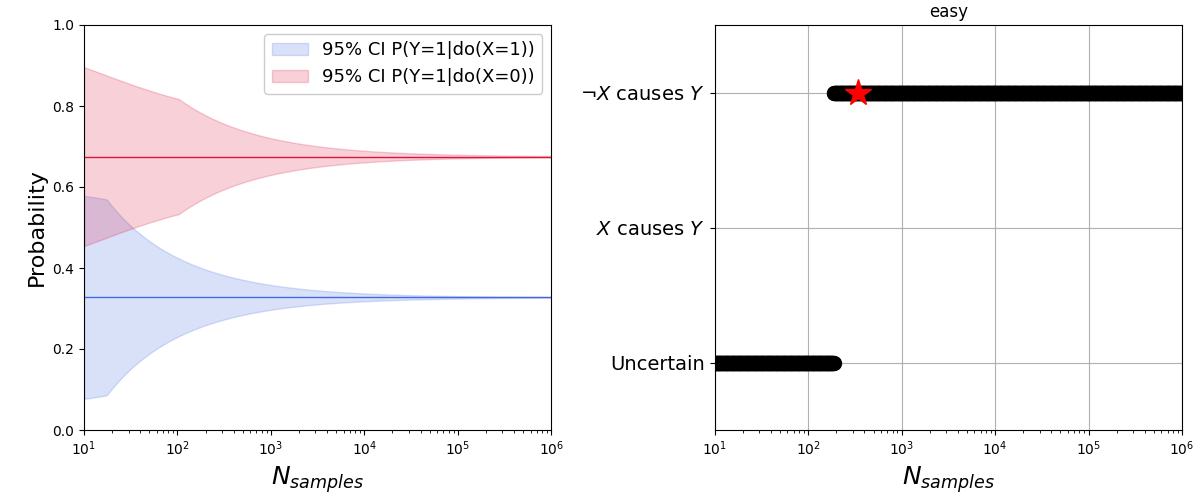 1.0
0.8
0.6
0.4
0.2
0.0
Probability
95% CI P(Y=1|do(X=1))
95% CI P(Y=1|do(X=0))
10^1 10^2 10^3 10^4 10^5 10^6
N_samples
easy
¬X causes Y
X causes Y
Uncertain
10^1 10^2 10^3 10^4 10^5 10^6
N_samples